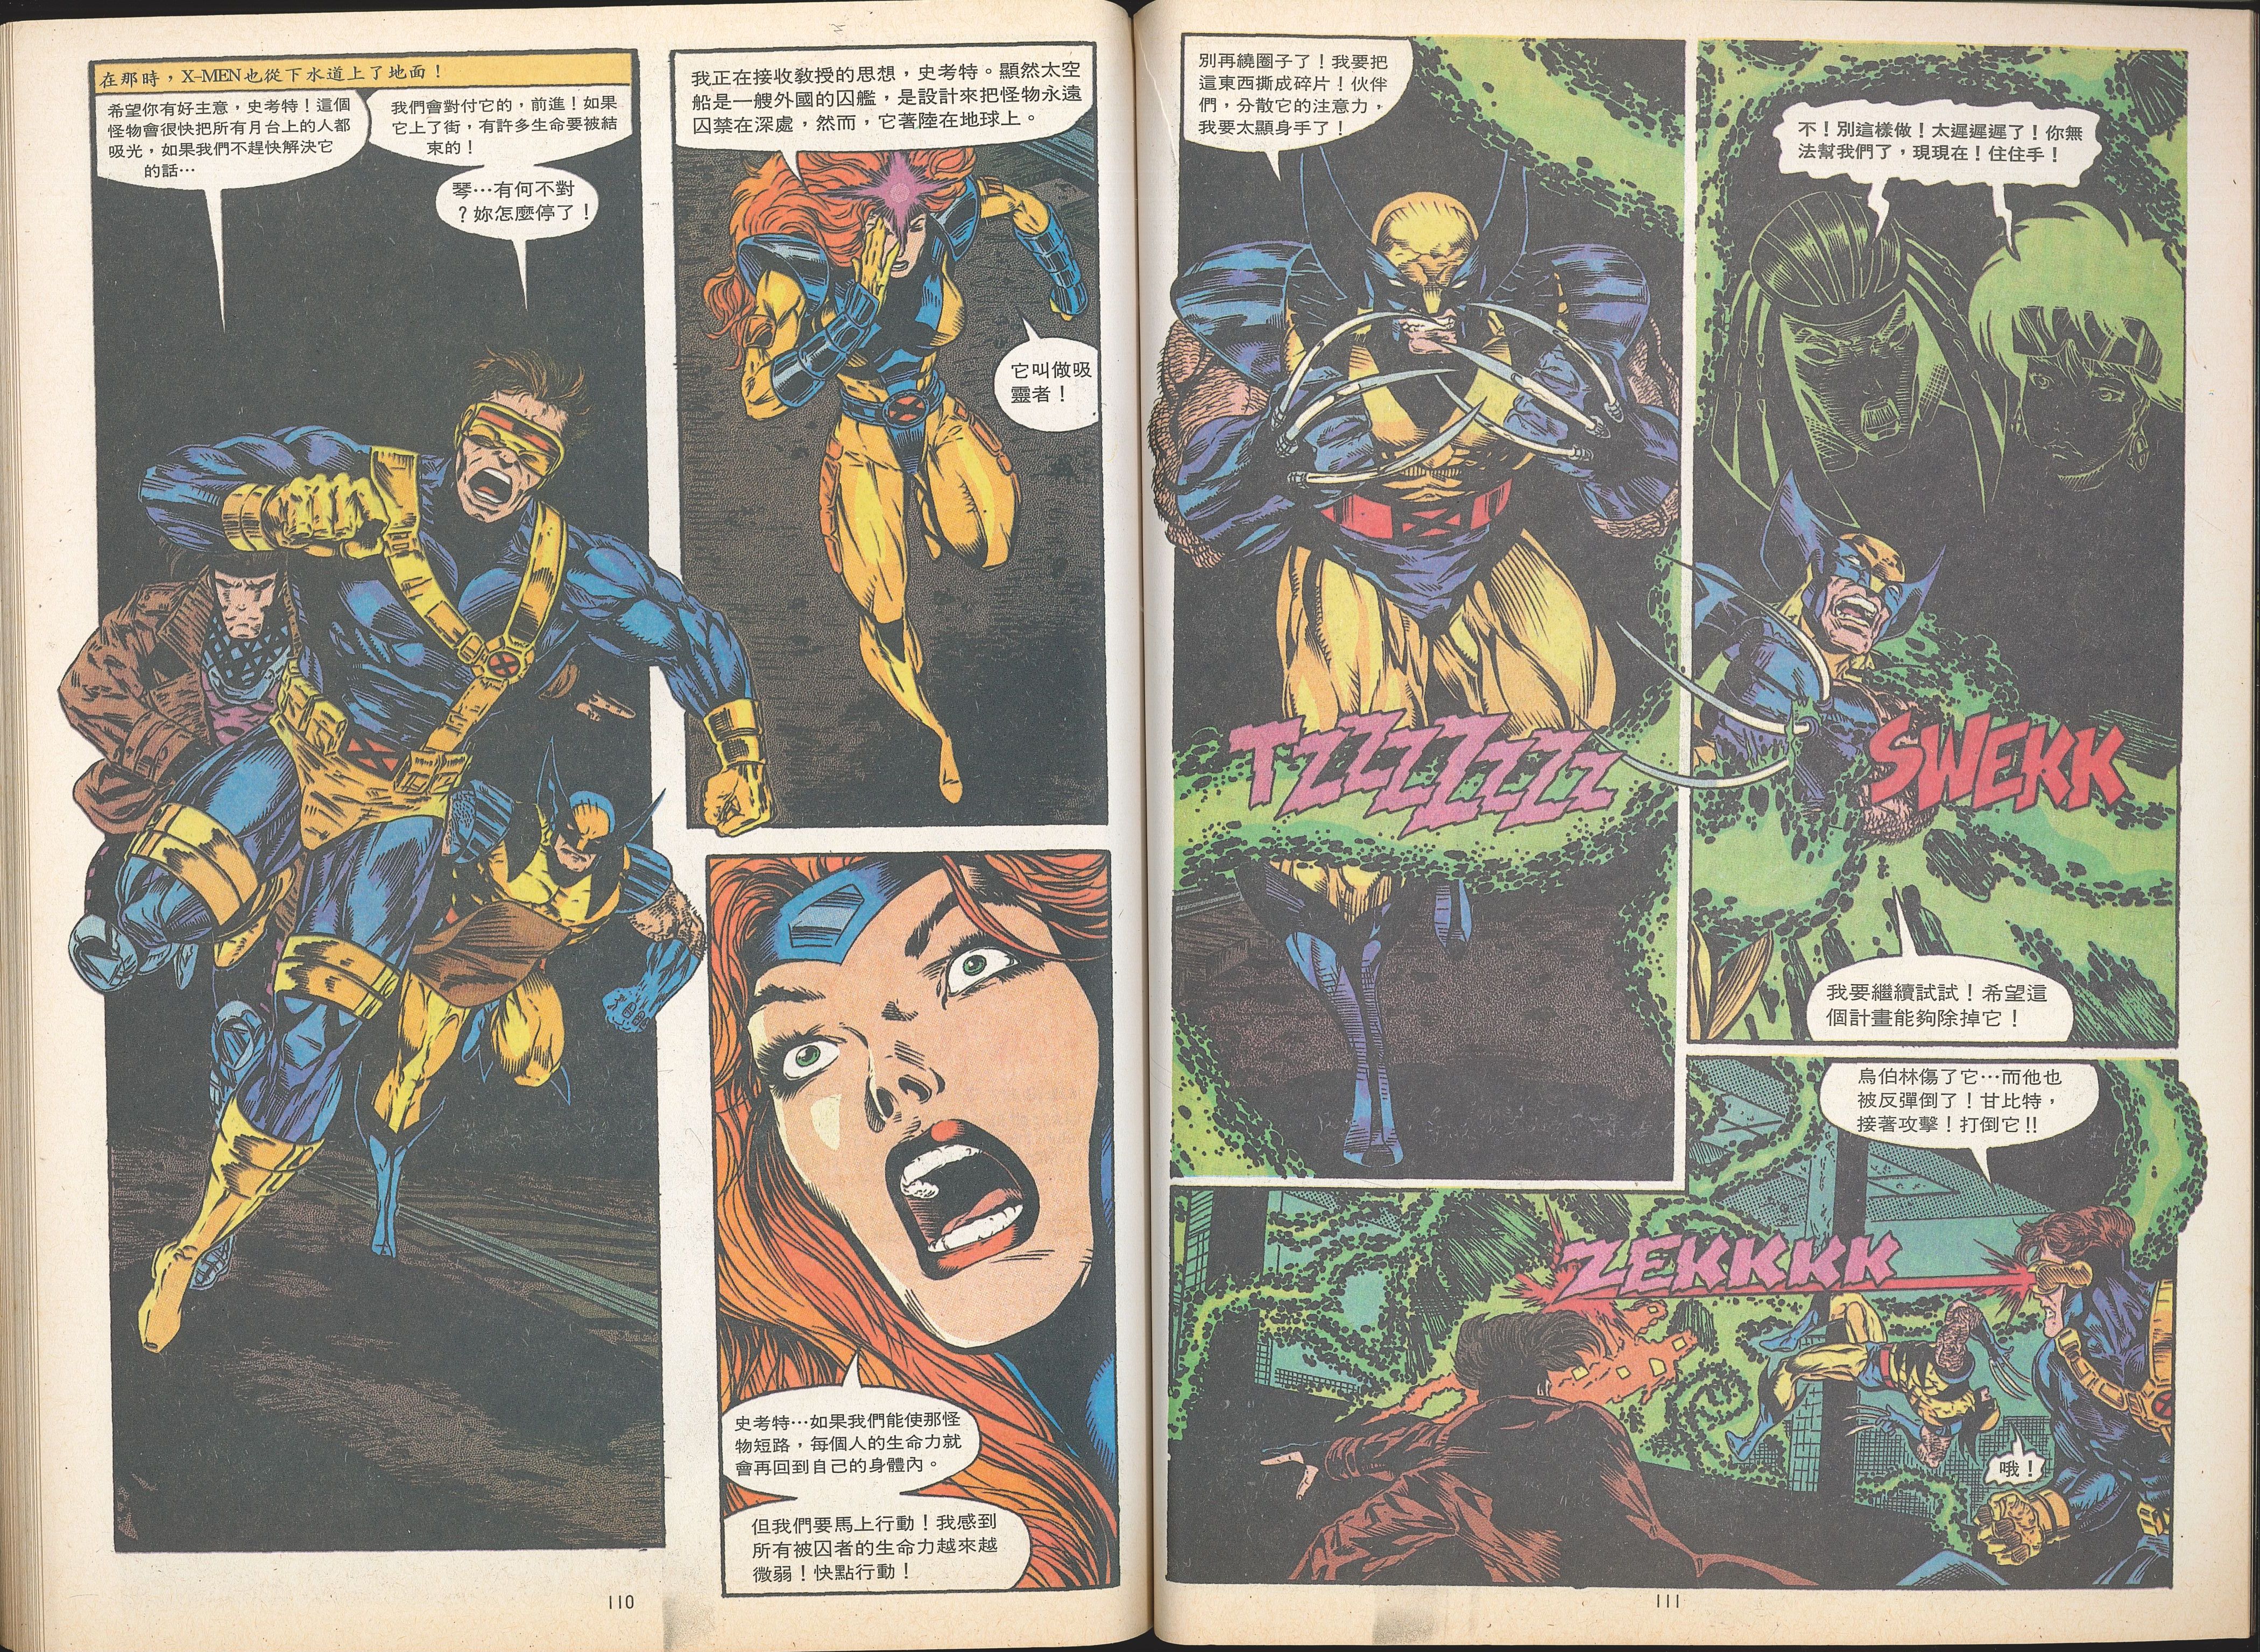 在那時，X-MEN也從下水道上了地面！
希望你有好主意，史考特！這個
怪物會很快把所有月台上的人都
吸光，如果我們不趕快解決它
的話…
我們會對付它的，前進！如果
它上了街，有許多生命要被結
束的！
琴…有何不對
？妳怎麼停了！
我正在接收教授的思想，史考特。顯然太空
船是一艘外國的囚艦，是設計來把怪物永遠
囚禁在深處，然而，它著陸在地球上。
它叫做吸
靈者！
史考特…如果我們能使那怪
物短路，每個人的生命力就
會再回到自己的身體內。
但我們要馬上行動！我感到
所有被囚者的生命力越來越
微弱！快點行動！
110
別再繞圈子了！我要把
這東西撕成碎片！伙伴
們，分散它的注意力，
我要太顯身手了！
TZZZZZZZ
不！別這樣做！太遲遲遲了！你無
法幫我們了，現現在！住住手！
SWEKK
我要繼續試試！希望這
個計畫能夠除掉它！
烏伯林傷了它…而他也
被反彈倒了！甘比特，
接著攻擊！打倒它!!
ZEKKKK
哦！
111